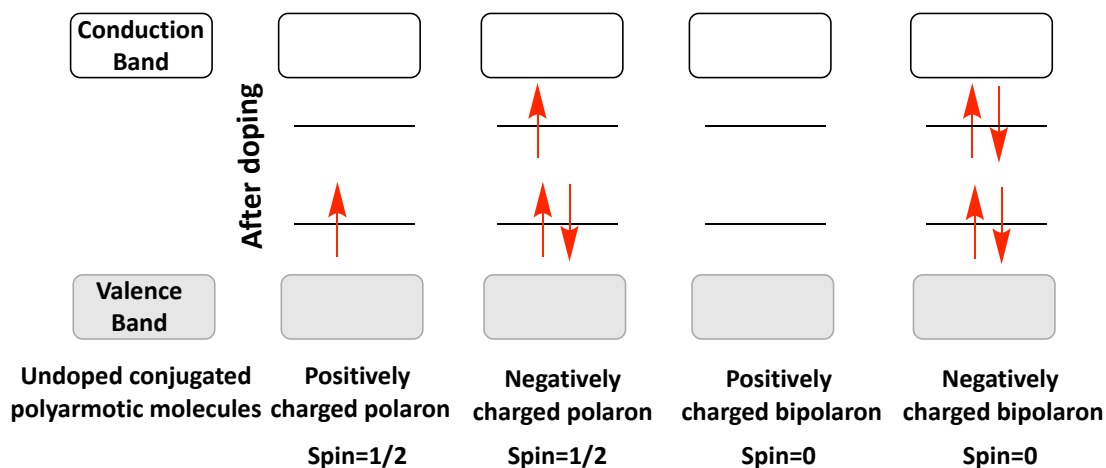 Conduction
Band
After doping
Valence
Band
Undoped conjugated
polyarmotic molecules
Positively
charged polaron
Spin=1/2
Negatively
charged polaron
Spin=1/2
Positively
charged bipolaron
Spin=0
Negatively
charged bipolaron
Spin=0